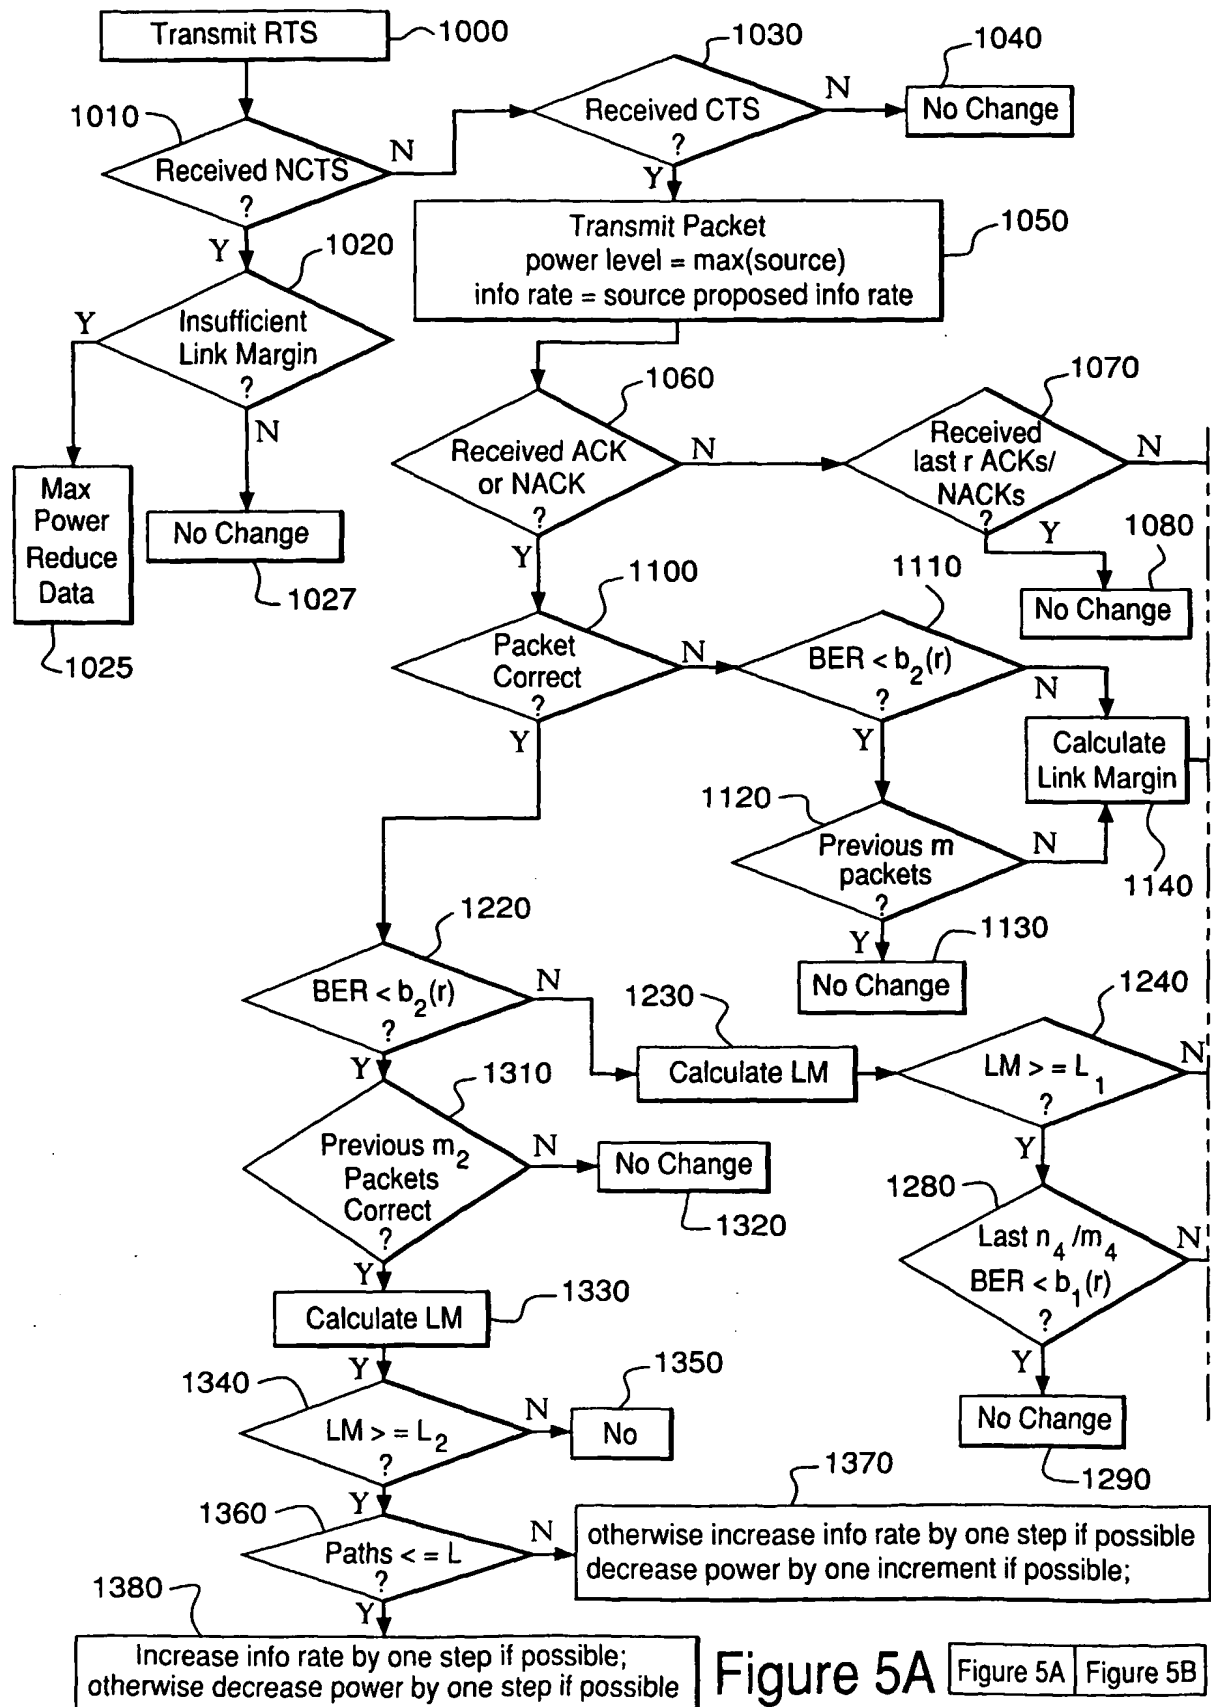 Transmit RTS
1000
1010
Received NCTS
?
N
Y
1020
Insufficient
Link Margin
?
Y
N
Max
Power
Reduce
Data
1025
No Change
1027
1030
Received CTS
?
N
Y
1040
No Change
Transmit Packet
power level = max(source)
info rate = source proposed info rate
1050
1060
Received ACK
or NACK
?
N
Y
1070
Received
last r ACKs/
NACKs
?
N
Y
1080
No Change
1100
Packet
Correct
?
N
Y
1110
BER < b2(r)
?
N
Y
Calculate
Link Margin
1140
1120
Previous m
packets
?
N
Y
1130
No Change
1220
BER < b2(r)
?
N
Y
1230
Calculate LM
1240
LM > = L1
?
N
Y
1280
Last n4/m4
BER < b1(r)
?
N
Y
No Change
1290
1310
Previous m2
Packets
Correct
?
N
Y
No Change
1320
Calculate LM
1330
Y
1340
LM > = L2
?
N
Y
1350
No
1360
Paths < = L
?
N
Y
1370
otherwise increase info rate by one step if possible
decrease power by one increment if possible;
1380
Increase info rate by one step if possible;
otherwise decrease power by one step if possible
Figure 5A
Figure 5A Figure 5B